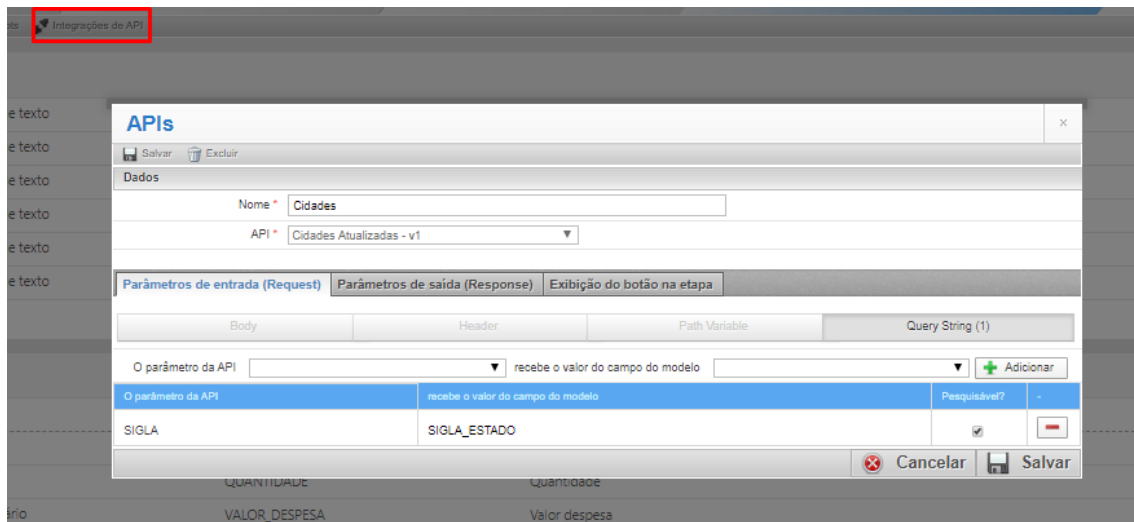 Integrações de API
e texto
e texto
e texto
e texto
e texto
e texto
APIs
Salvar Excluir
Dados
Nome * Cidades
API * Cidades Atualizadas - v1
Parâmetros de entrada (Request) Parâmetros de saída (Response) Exibição do botão na etapa
Body Header Path Variable Query String (1)
O parâmetro da API recebe o valor do campo do modelo Adicionar
O parâmetro da API recebe o valor do campo do modelo Pesquisável? -
SIGLA SIGLA_ESTADO
Cancelar Salvar
QUANTIDADE Quantidade
ário VALOR_DESPESA Valor despesa